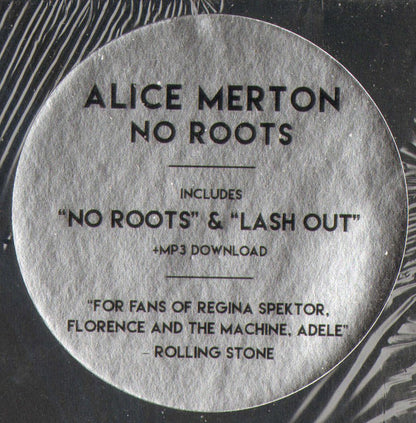 ALICE MERTON
NO ROOTS
INCLUDES
"NO ROOTS" & "LASH OUT"
+MP3 DOWNLOAD
"FOR FANS OF REGINA SPEKTOR,
FLORENCE AND THE MACHINE, ADELE"
– ROLLING STONE